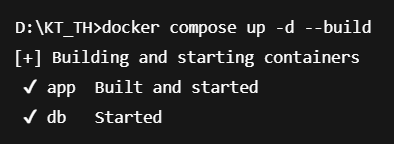 D:\KT_TH>docker compose up -d --build
[+] Building and starting containers
✓ app  Built and started
✓ db   Started